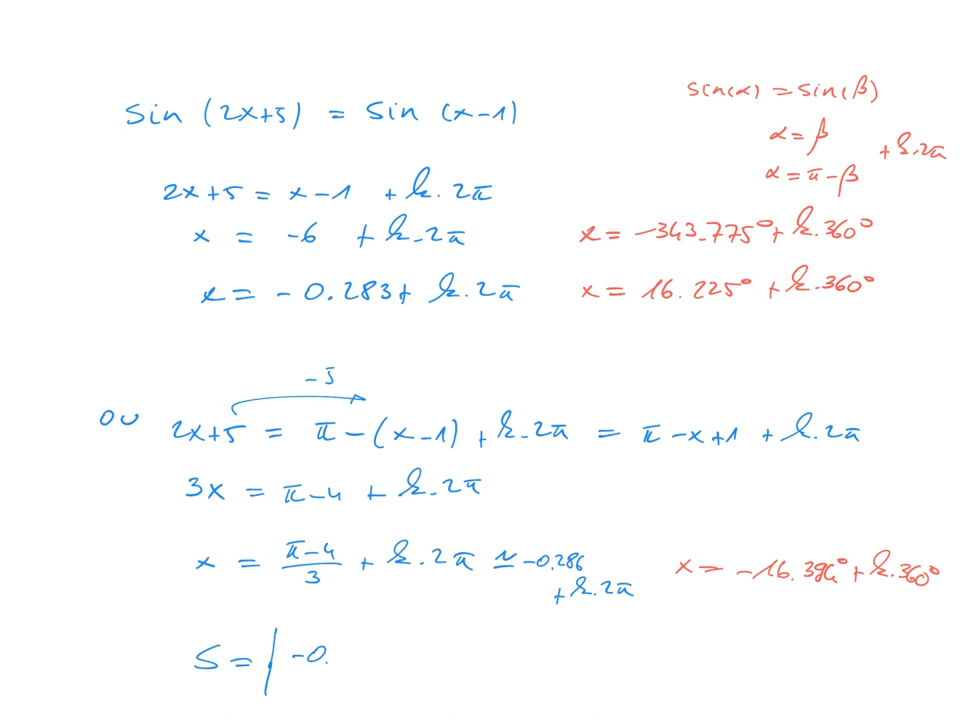 sin (2x+5) = sin (x-1)
sin(α) = sin(β)
α = β
α = π-β
+ k.2π
2x+5 = x-1 + k.2π
x = -6 + k.2π
x = -343.775° + k.360°
x = -0.283 + k.2π
x = 16.225° + k.360°
-5
ou 2x+5 = π-(x-1) + k.2π = π-x+1 + k.2π
3x = π-4 + k.2π
x = (π-4)/3 + k.2π ≃ -0.286
+ k.2π
x = -16.394° + k.360°
S = { -0.